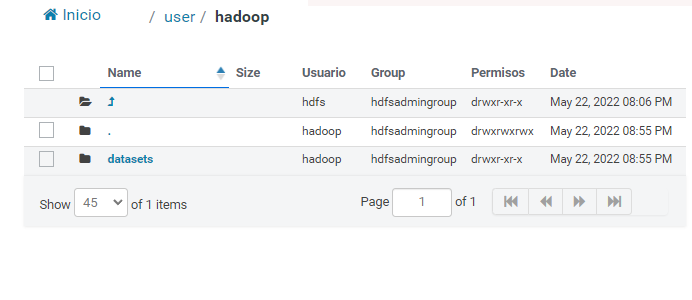 Inicio / user / hadoop
Name Size Usuario Group Permisos Date
hdfs hdfsadmingroup drwxr-xr-x May 22, 2022 08:06 PM
. hadoop hdfsadmingroup drwxrwxrwx May 22, 2022 08:55 PM
datasets hadoop hdfsadmingroup drwxr-xr-x May 22, 2022 08:55 PM
Show 45 of 1 items Page 1 of 1